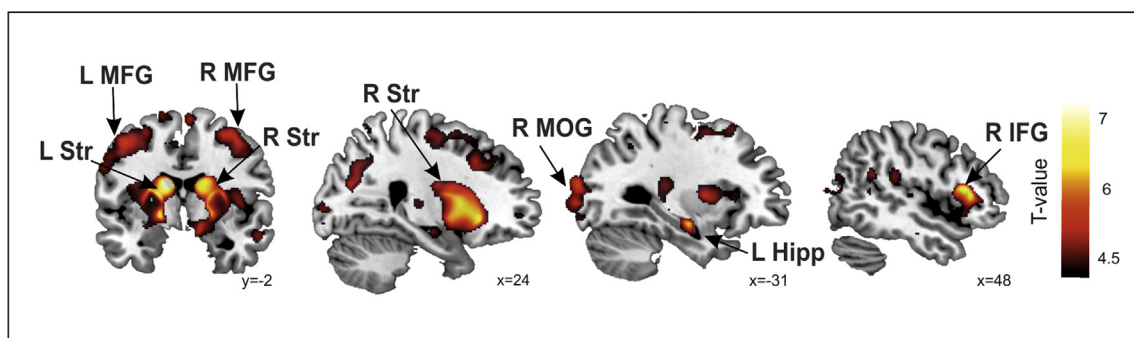 L MFG
R MFG
L Str
R Str
y=-2
R Str
x=24
R MOG
L Hipp
x=-31
R IFG
x=48
T-value
7
6
4.5